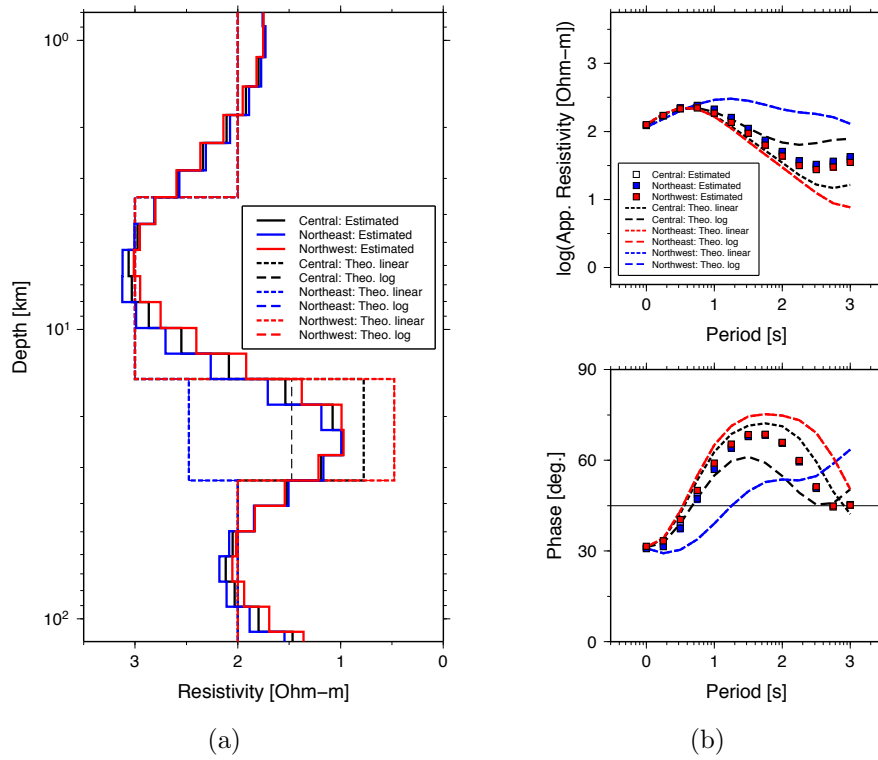 10⁰
10¹
10²
Depth [km]
3
2
1
0
Resistivity [Ohm−m]
Central: Estimated
Northeast: Estimated
Northwest: Estimated
Central: Theo. linear
Central: Theo. log
Northeast: Theo. linear
Northeast: Theo. log
Northwest: Theo. linear
Northwest: Theo. log
(a)
3
2
1
0
log(App. Resistivity [Ohm−m]
Central: Estimated
Northeast: Estimated
Northwest: Estimated
Central: Theo. linear
Central: Theo. log
Northeast: Theo. linear
Northeast: Theo. log
Northwest: Theo. linear
Northwest: Theo. log
0
1
2
3
Period [s]
90
60
30
0
Phase [deg.]
0
1
2
3
Period [s]
(b)